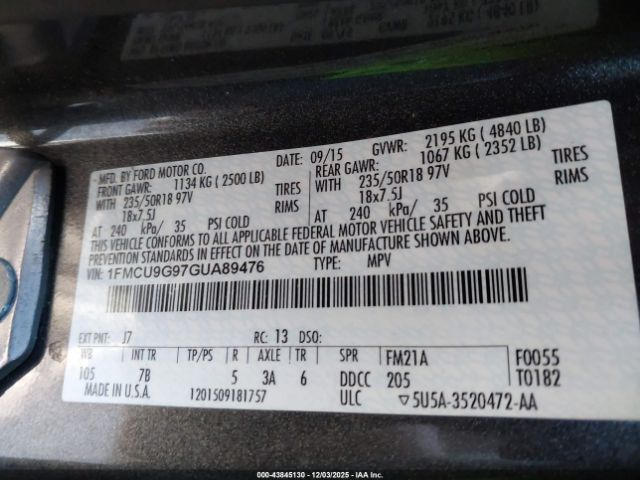 MFD. BY FORD MOTOR CO.
DATE: 09/15
GVWR: 2195 KG ( 4840 LB)
FRONT GAWR: 1134 KG ( 2500 LB)
REAR GAWR: 1067 KG ( 2352 LB)
WITH 235/50R18 97V TIRES
WITH 235/50R18 97V TIRES
18x7.5J RIMS
18x7.5J RIMS
AT 240 kPa/ 35 PSI COLD
AT 240 kPa/ 35 PSI COLD
THIS VEHICLE CONFORMS TO ALL APPLICABLE FEDERAL MOTOR VEHICLE SAFETY AND THEFT
PREVENTION STANDARDS IN EFFECT ON THE DATE OF MANUFACTURE SHOWN ABOVE.
VIN: 1FMCU9G97GUA89476
TYPE: MPV
EXT PNT: J7 RC: 13 DSO:
WB INT TR TP/PS R AXLE TR SPR FM21A F0055
105 7B 5 3A 6 DDCC 205 T0182
MADE IN U.S.A. 1201509181757 ULC ▽5U5A-3520472-AA
© - 43845130 - 12/03/2025 - IAA Inc.